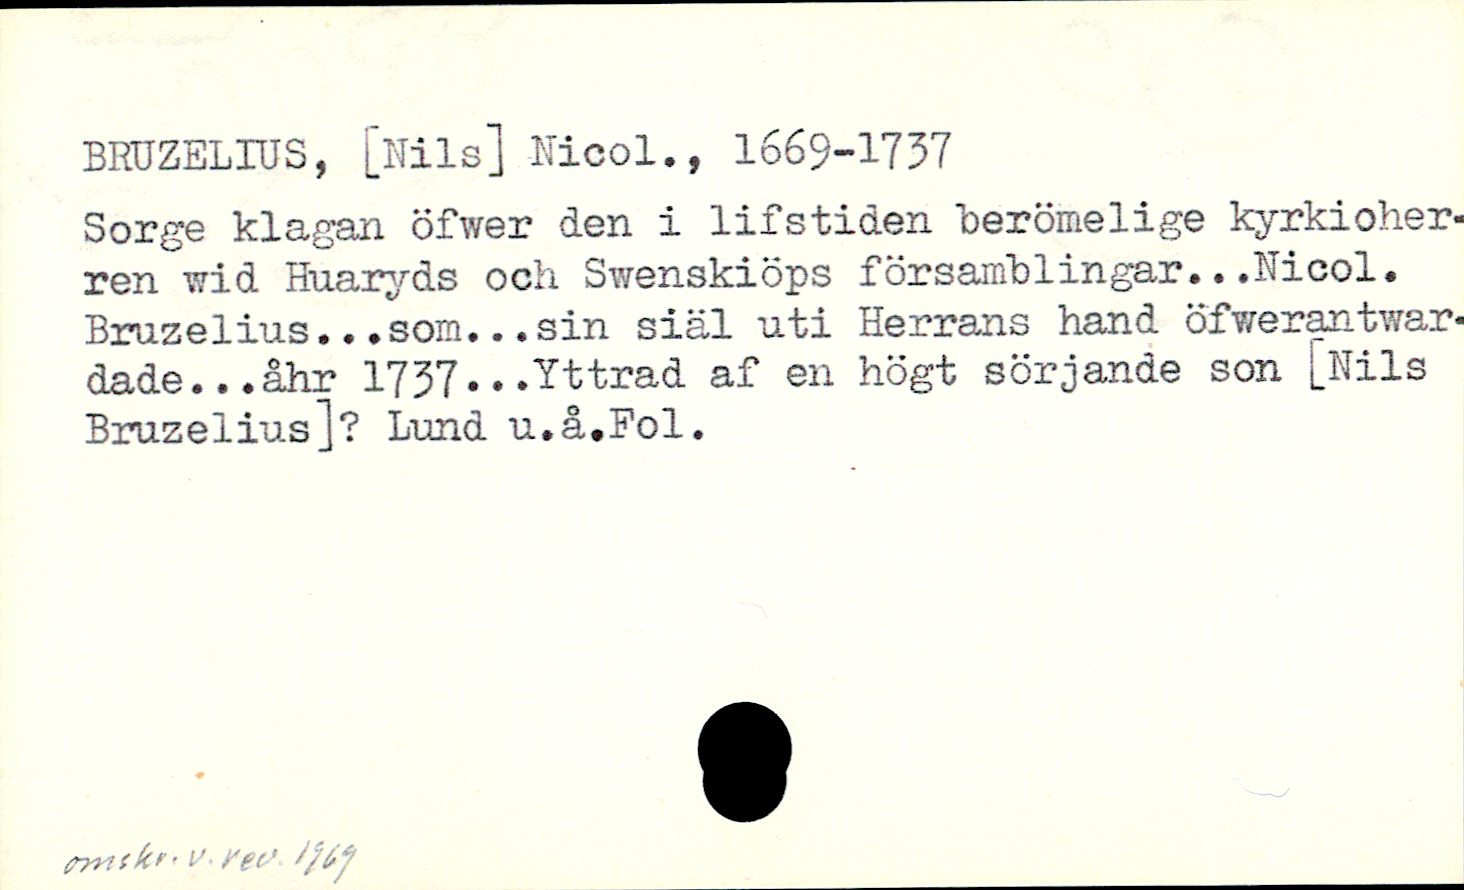 BRUZELIUS, [Nils] Nicol., 1669-1737
Sorge klagan öfwer den i lifstiden berömelige kyrkioher-
ren wid Huaryds och Swenskiöps församblingar...Nicol.
Bruzelius...som...sin siäl uti Herrans hand öfwerantwar-
dade...åhr 1737...Yttrad af en högt sörjande son [Nils
Bruzelius]? Lund u.å.Fol.
omskr. v. rev. 1969